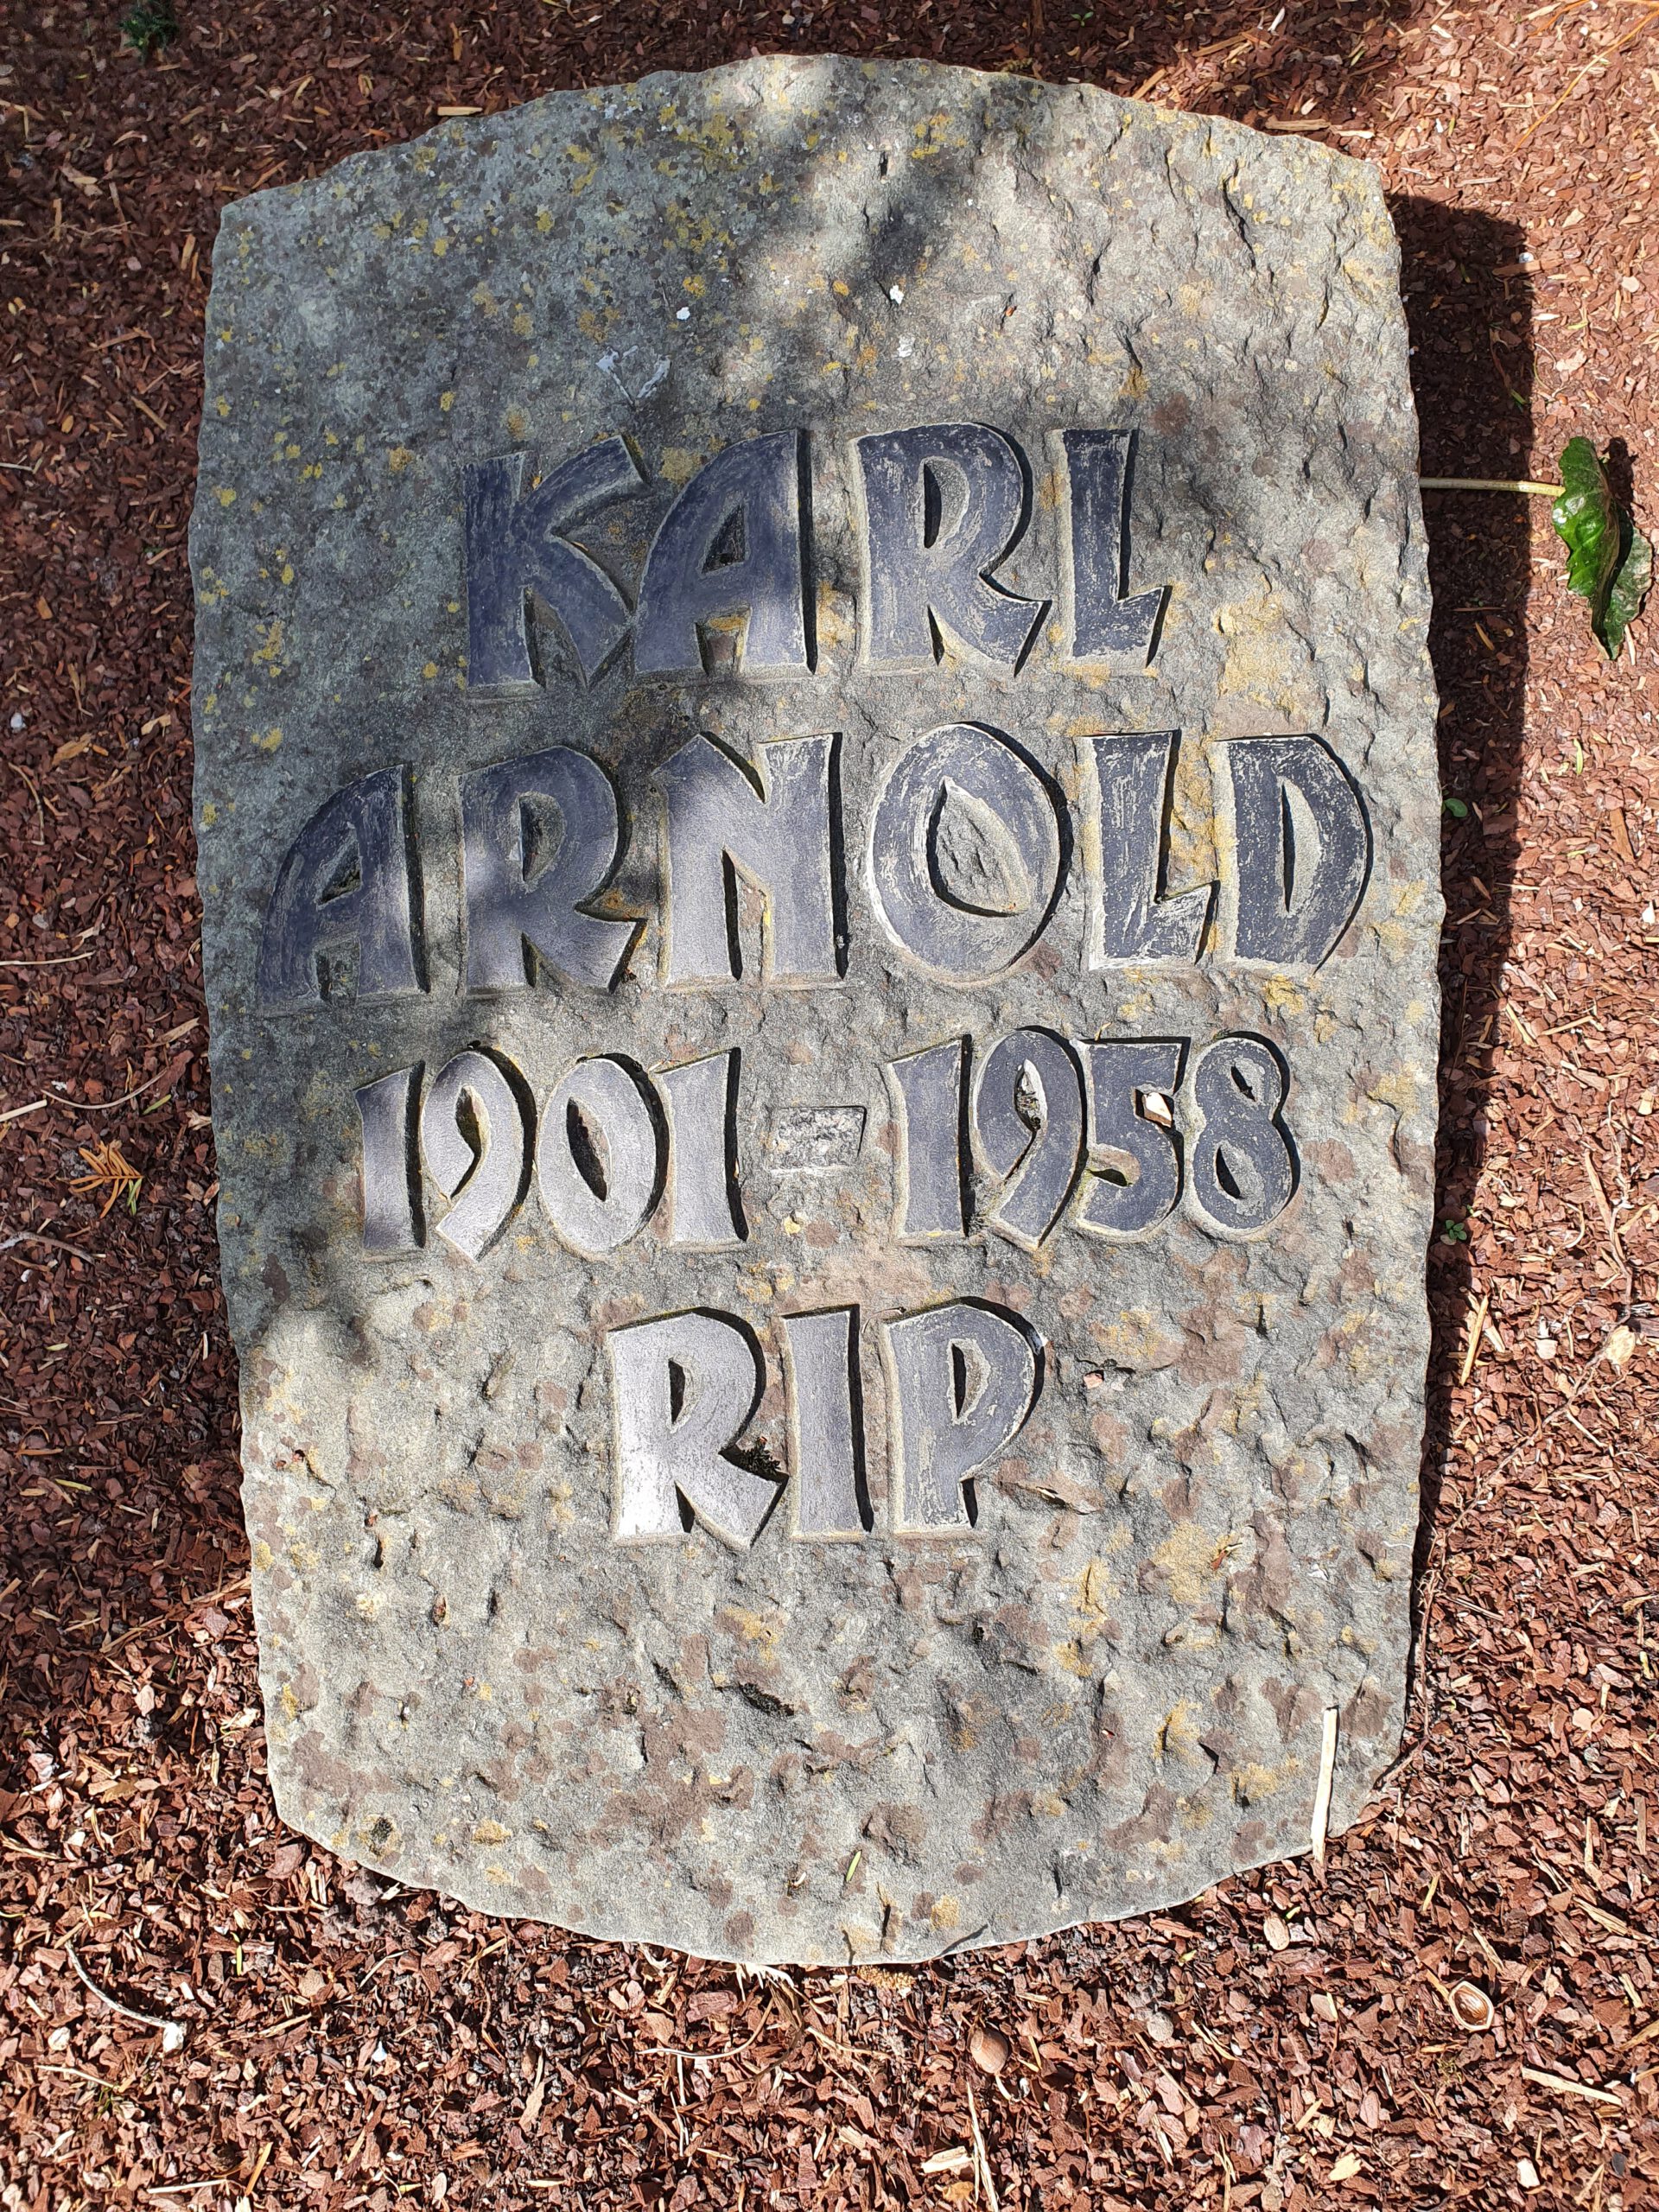 KARL
ARNOLD
1901-1958
RIP